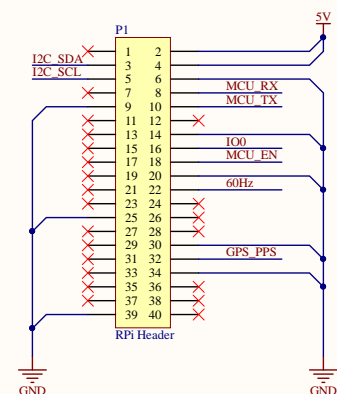 P1
5V
1 2
I2C_SDA 3 4
I2C_SCL 5 6
7 8 MCU_RX
9 10 MCU_TX
11 12
13 14
15 16 IO0
17 18 MCU_EN
19 20
21 22 60Hz
23 24
25 26
27 28
29 30
31 32 GPS_PPS
33 34
35 36
37 38
39 40
RPi Header
GND GND